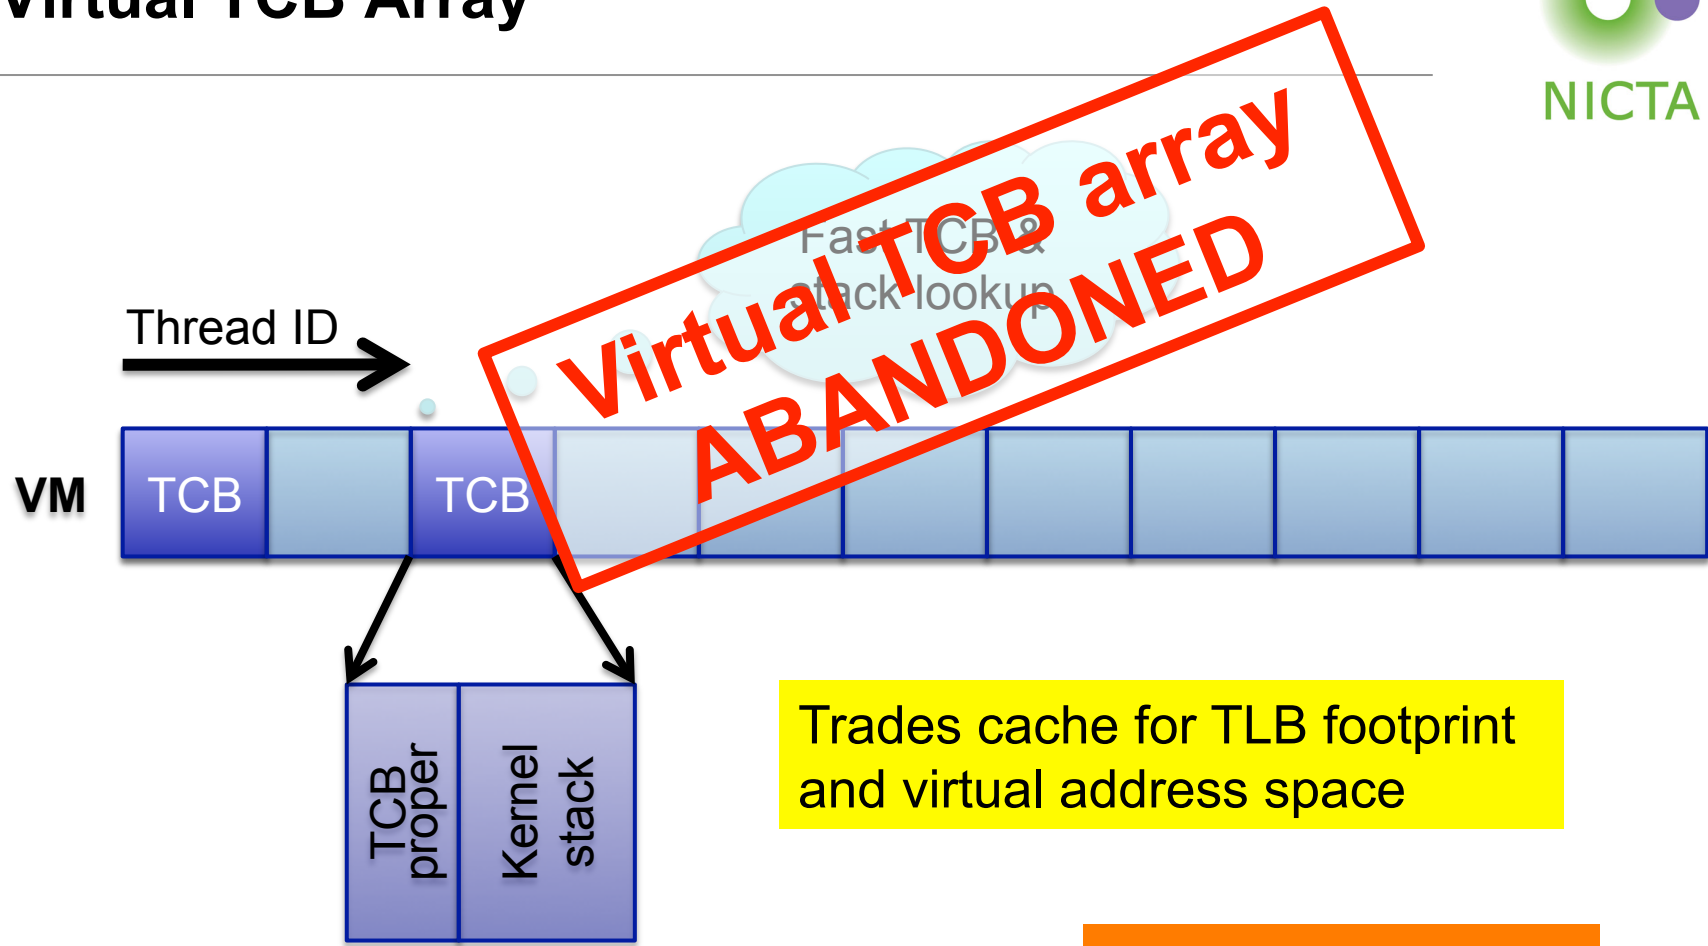 Virtual TCB Array
NICTA
Fast TCB &
stack lookup
Virtual TCB array
ABANDONED
Thread ID
VM
TCB
TCB
TCB
proper
Kernel
stack
Trades cache for TLB footprint
and virtual address space